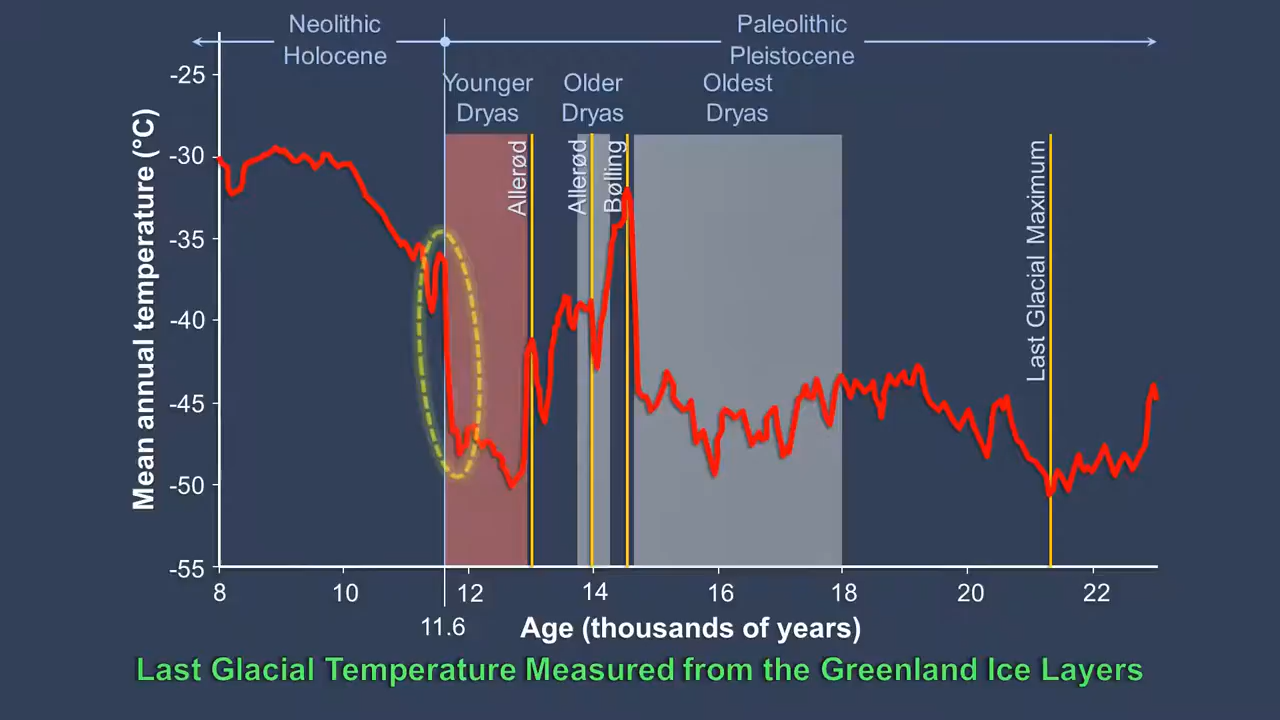 Neolithic
Holocene
Paleolithic
Pleistocene
Younger
Dryas
Older
Dryas
Oldest
Dryas
Allerød
Allerød
Bølling
Last Glacial Maximum
Mean annual temperature (°C)
-25
-30
-35
-40
-45
-50
-55
8
10
12
14
16
18
20
22
11.6
Age (thousands of years)
Last Glacial Temperature Measured from the Greenland Ice Layers